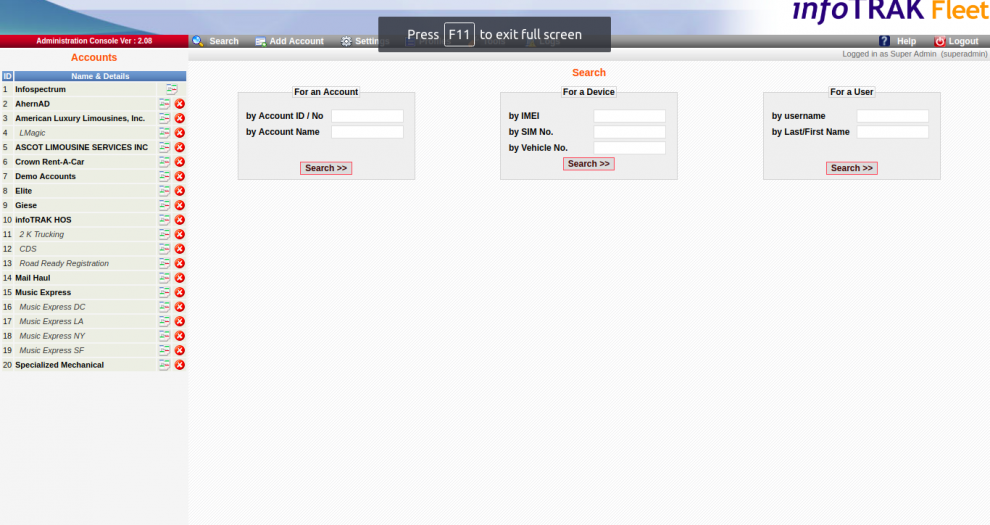 infoTRAK Fleet
Press F11 to exit full screen
Administration Console Ver : 2.08
Search Add Account Help Logout
Logged in as Super Admin (superadmin)
Accounts
ID Name & Details
1 Infospectrum
2 AhernAD
3 American Luxury Limousines, Inc.
4 LMagic
5 ASCOT LIMOUSINE SERVICES INC
6 Crown Rent-A-Car
7 Demo Accounts
8 Elite
9 Giese
10 infoTRAK HOS
11 2 K Trucking
12 CDS
13 Road Ready Registration
14 Mail Haul
15 Music Express
16 Music Express DC
17 Music Express LA
18 Music Express NY
19 Music Express SF
20 Specialized Mechanical
Search
For an Account
by Account ID / No
by Account Name
Search >>
For a Device
by IMEI
by SIM No.
by Vehicle No.
Search >>
For a User
by username
by Last/First Name
Search >>